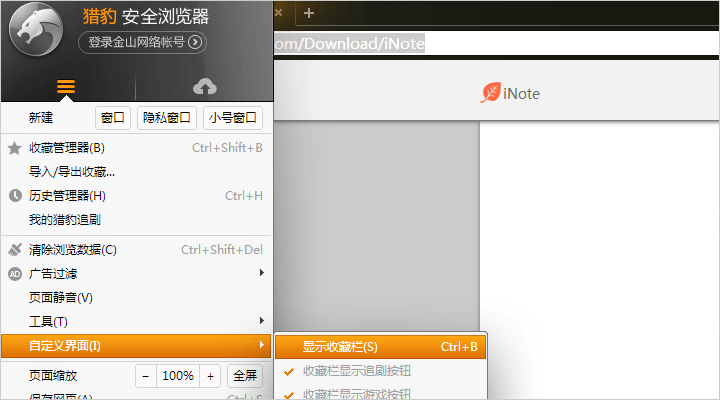 猎豹 安全浏览器
登录金山网络帐号
om/Download/iNote
iNote
新建 窗口 隐私窗口 小号窗口
收藏管理器(B) Ctrl+Shift+B
导入/导出收藏...
历史管理器(H) Ctrl+H
我的猎豹追剧
清除浏览数据(C) Ctrl+Shift+Del
AD 广告过滤
页面静音(V)
工具(T)
自定义界面(I)
显示收藏栏(S) Ctrl+B
收藏栏显示追剧按钮
收藏栏显示游戏按钮
页面缩放 − 100% + 全屏
保存网页(A) Ctrl+S